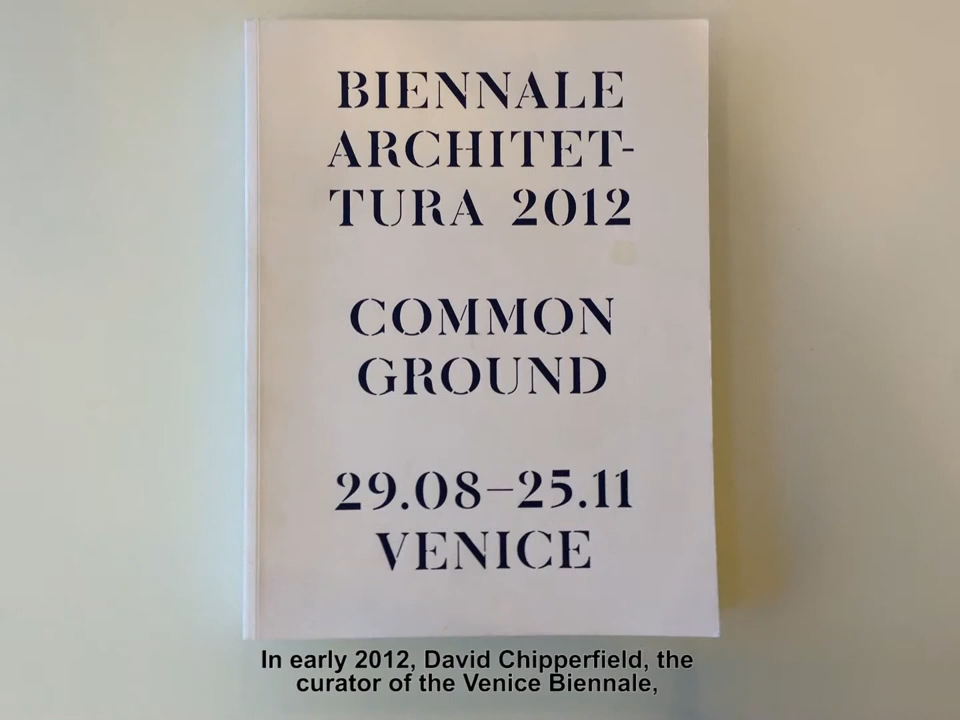 BIENNALE
ARCHITET-
TURA 2012
COMMON
GROUND
29.08–25.11
VENICE
In early 2012, David Chipperfield, the
curator of the Venice Biennale,